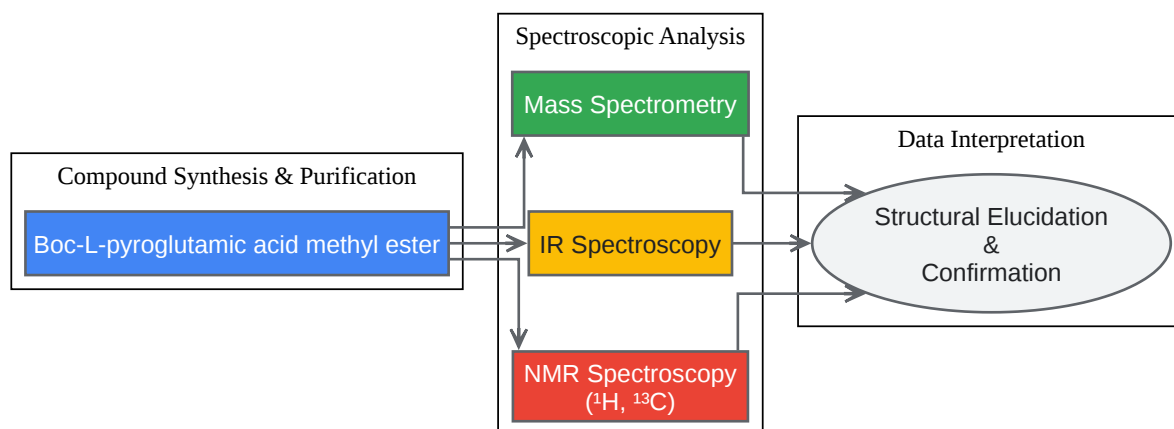 Compound Synthesis & Purification
Boc-L-pyroglutamic acid methyl ester
Spectroscopic Analysis
Mass Spectrometry
IR Spectroscopy
NMR Spectroscopy
(¹H, ¹³C)
Data Interpretation
Structural Elucidation
&
Confirmation